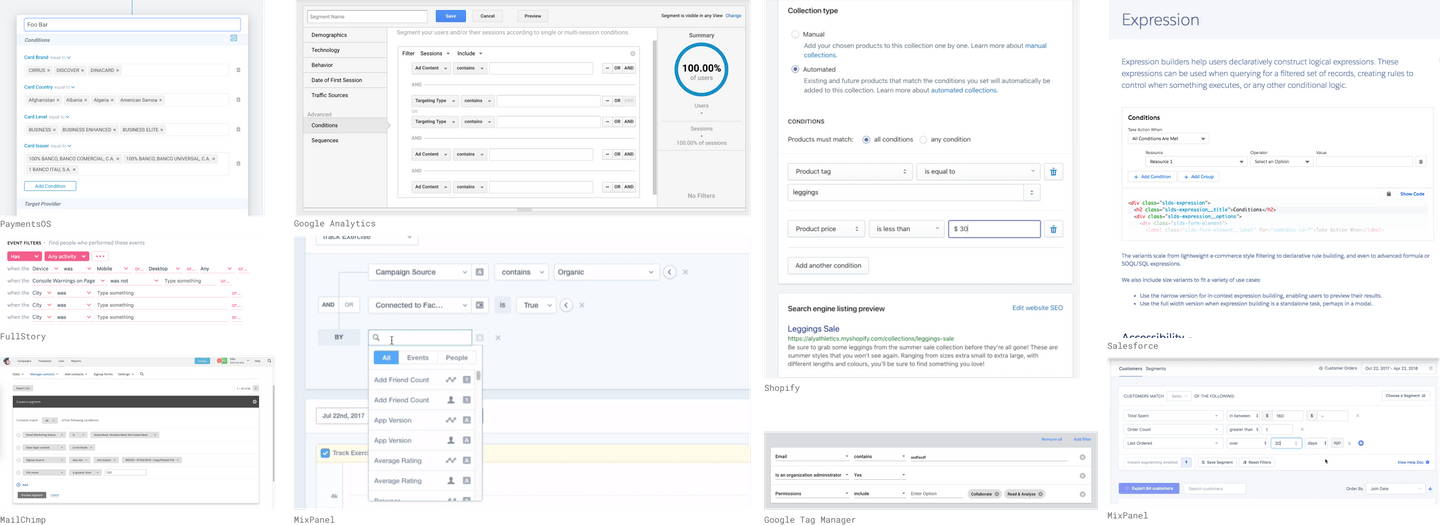 Foo Bar
Conditions
Card Brand equal to
CIRRUS × DISCOVER × DINACARD ×
Card Country equal to
Afghanistan × Albania × Algeria × American Samoa ×
Card Level equal to
BUSINESS × BUSINESS ENHANCED × BUSINESS ELITE ×
Card Issuer equal to
100% BANCO, BANCO COMERCIAL, C.A. × 100% BANCO, BANCO UNIVERSAL, C.A. ×
1 BANCO ITAU, S.A. ×
Add Condition
Target Provider
PaymentsOS
Segment Name
Save
Cancel
Preview
Segment is visible in any View Change
Demographics
Technology
Behavior
Date of First Session
Traffic Sources
Advanced
Conditions
Sequences
Segment your users and/or their sessions according to single or multi-session conditions.
Filter Sessions Include
Ad Content contains – OR AND
AND
Targeting Type contains – OR AND
OR
Targeting Type contains – OR AND
AND
Ad Content contains – OR AND
AND
Ad Content contains – OR AND
Summary
100.00%
of users
Users
Sessions
100.00% of sessions
No Filters
Google Analytics
Collection type
Manual
Add your chosen products to this collection one by one. Learn more about manual
collections.
Automated
Existing and future products that match the conditions you set will automatically be
added to this collection. Learn more about automated collections.
CONDITIONS
Products must match: all conditions any condition
Product tag is equal to
leggings
Product price is less than $ 30
Add another condition
Search engine listing preview Edit website SEO
Leggings Sale
https://alyathletics.myshopify.com/collections/leggings-sale
Be sure to grab some leggings from the summer sale collection before they're all gone! These are
summer styles that you won't see again. Ranging from sizes extra small to extra large, with
different lengths and colours, you'll be sure to find something you love!
Shopify
Expression
Expression builders help users declaratively construct logical expressions. These
expressions can be used when querying for a filtered set of records, creating rules to
control when something executes, or any other conditional logic.
Conditions
Take Action When
All Conditions Are Met
Resource Operator Value
Resource 1 Select an Option
+ Add Condition + Add Group
Show Code
<div class="slds-expression">
<h2 class="slds-expression__title">Conditions</h2>
<div class="slds-expression__options">
<label class="slds-form-element__label" for="combobox-id-1">Take Action When</label>
The variants scale from lightweight e-commerce style filtering to declarative rule building, and even to advanced formula or
SOQL/SQL expressions.
We also include size variants to fit a variety of use cases:
Use the narrow version for in-context expression building, enabling users to preview their results.
Use the full width version when expression building is a standalone task, perhaps in a modal.
Accessibility
Salesforce
EVENT FILTERS · Find people who performed these events
Has Any activity
when the Device was Mobile or... Desktop or... Any or...
when the Console Warnings on Page was not Type something or...
when the City was Type something or...
when the City was Type something or...
when the City was Type something or...
FullStory
MailChimp
Track Exercise
Campaign Source A contains Organic
AND OR Connected to Fac... is True
BY
All Events People
Add Friend Count
Add Friend Count
App Version A
App Version A
Average Rating A
Average Rating A
Jul 22nd, 2017
Track Exerc
4k
MixPanel
Remove all Add filter
Email contains asdfasdf
Is an organization administrator Yes
Permissions include Enter Option Collaborate Read & Analyze
Google Tag Manager
Customers Segments
Customer Orders Oct 22, 2017 - Apr 22, 2018
CUSTOMERS MATCH OF THE FOLLOWING:
Choose a Segment
Total Spent in between $ 160 $
Order Count greater than 1
Last Ordered over 30 days ago
Instant segmenting enabled Save Segment Reset Filters View Help Doc
Export 84 customers Search customers Order By Join Date
MixPanel